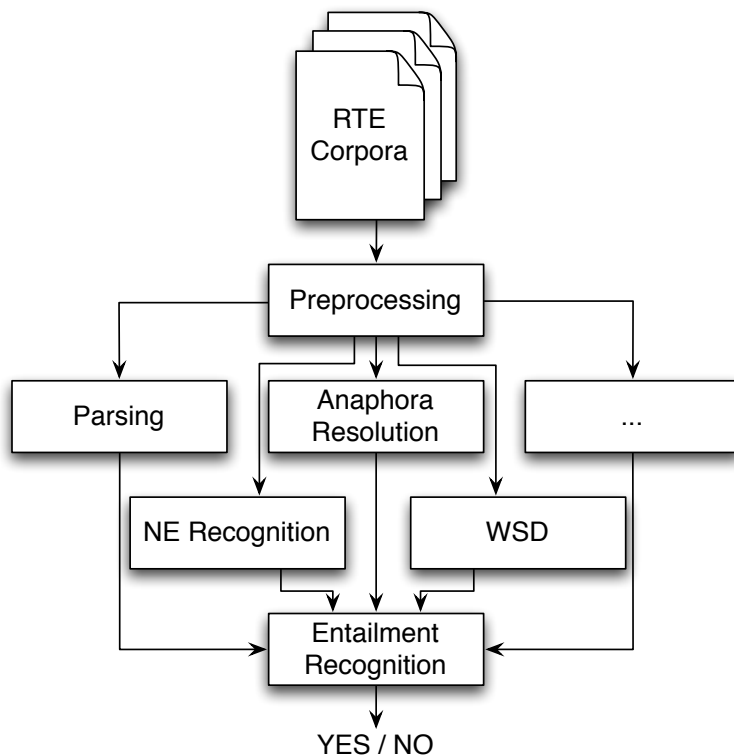 RTE
Corpora
Preprocessing
Parsing
Anaphora
Resolution
...
NE Recognition
WSD
Entailment
Recognition
YES / NO